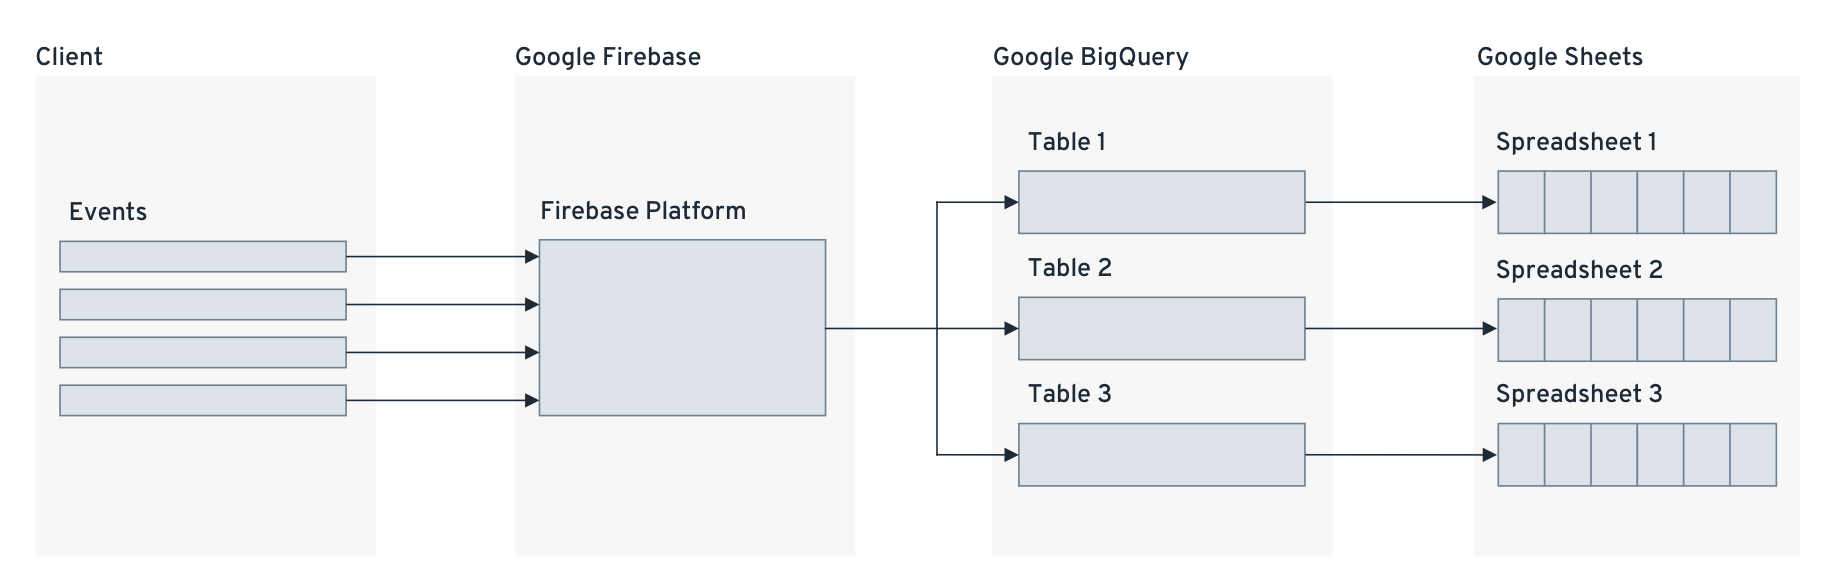 Client
Google Firebase
Google BigQuery
Google Sheets
Events
Firebase Platform
Table 1
Table 2
Table 3
Spreadsheet 1
Spreadsheet 2
Spreadsheet 3